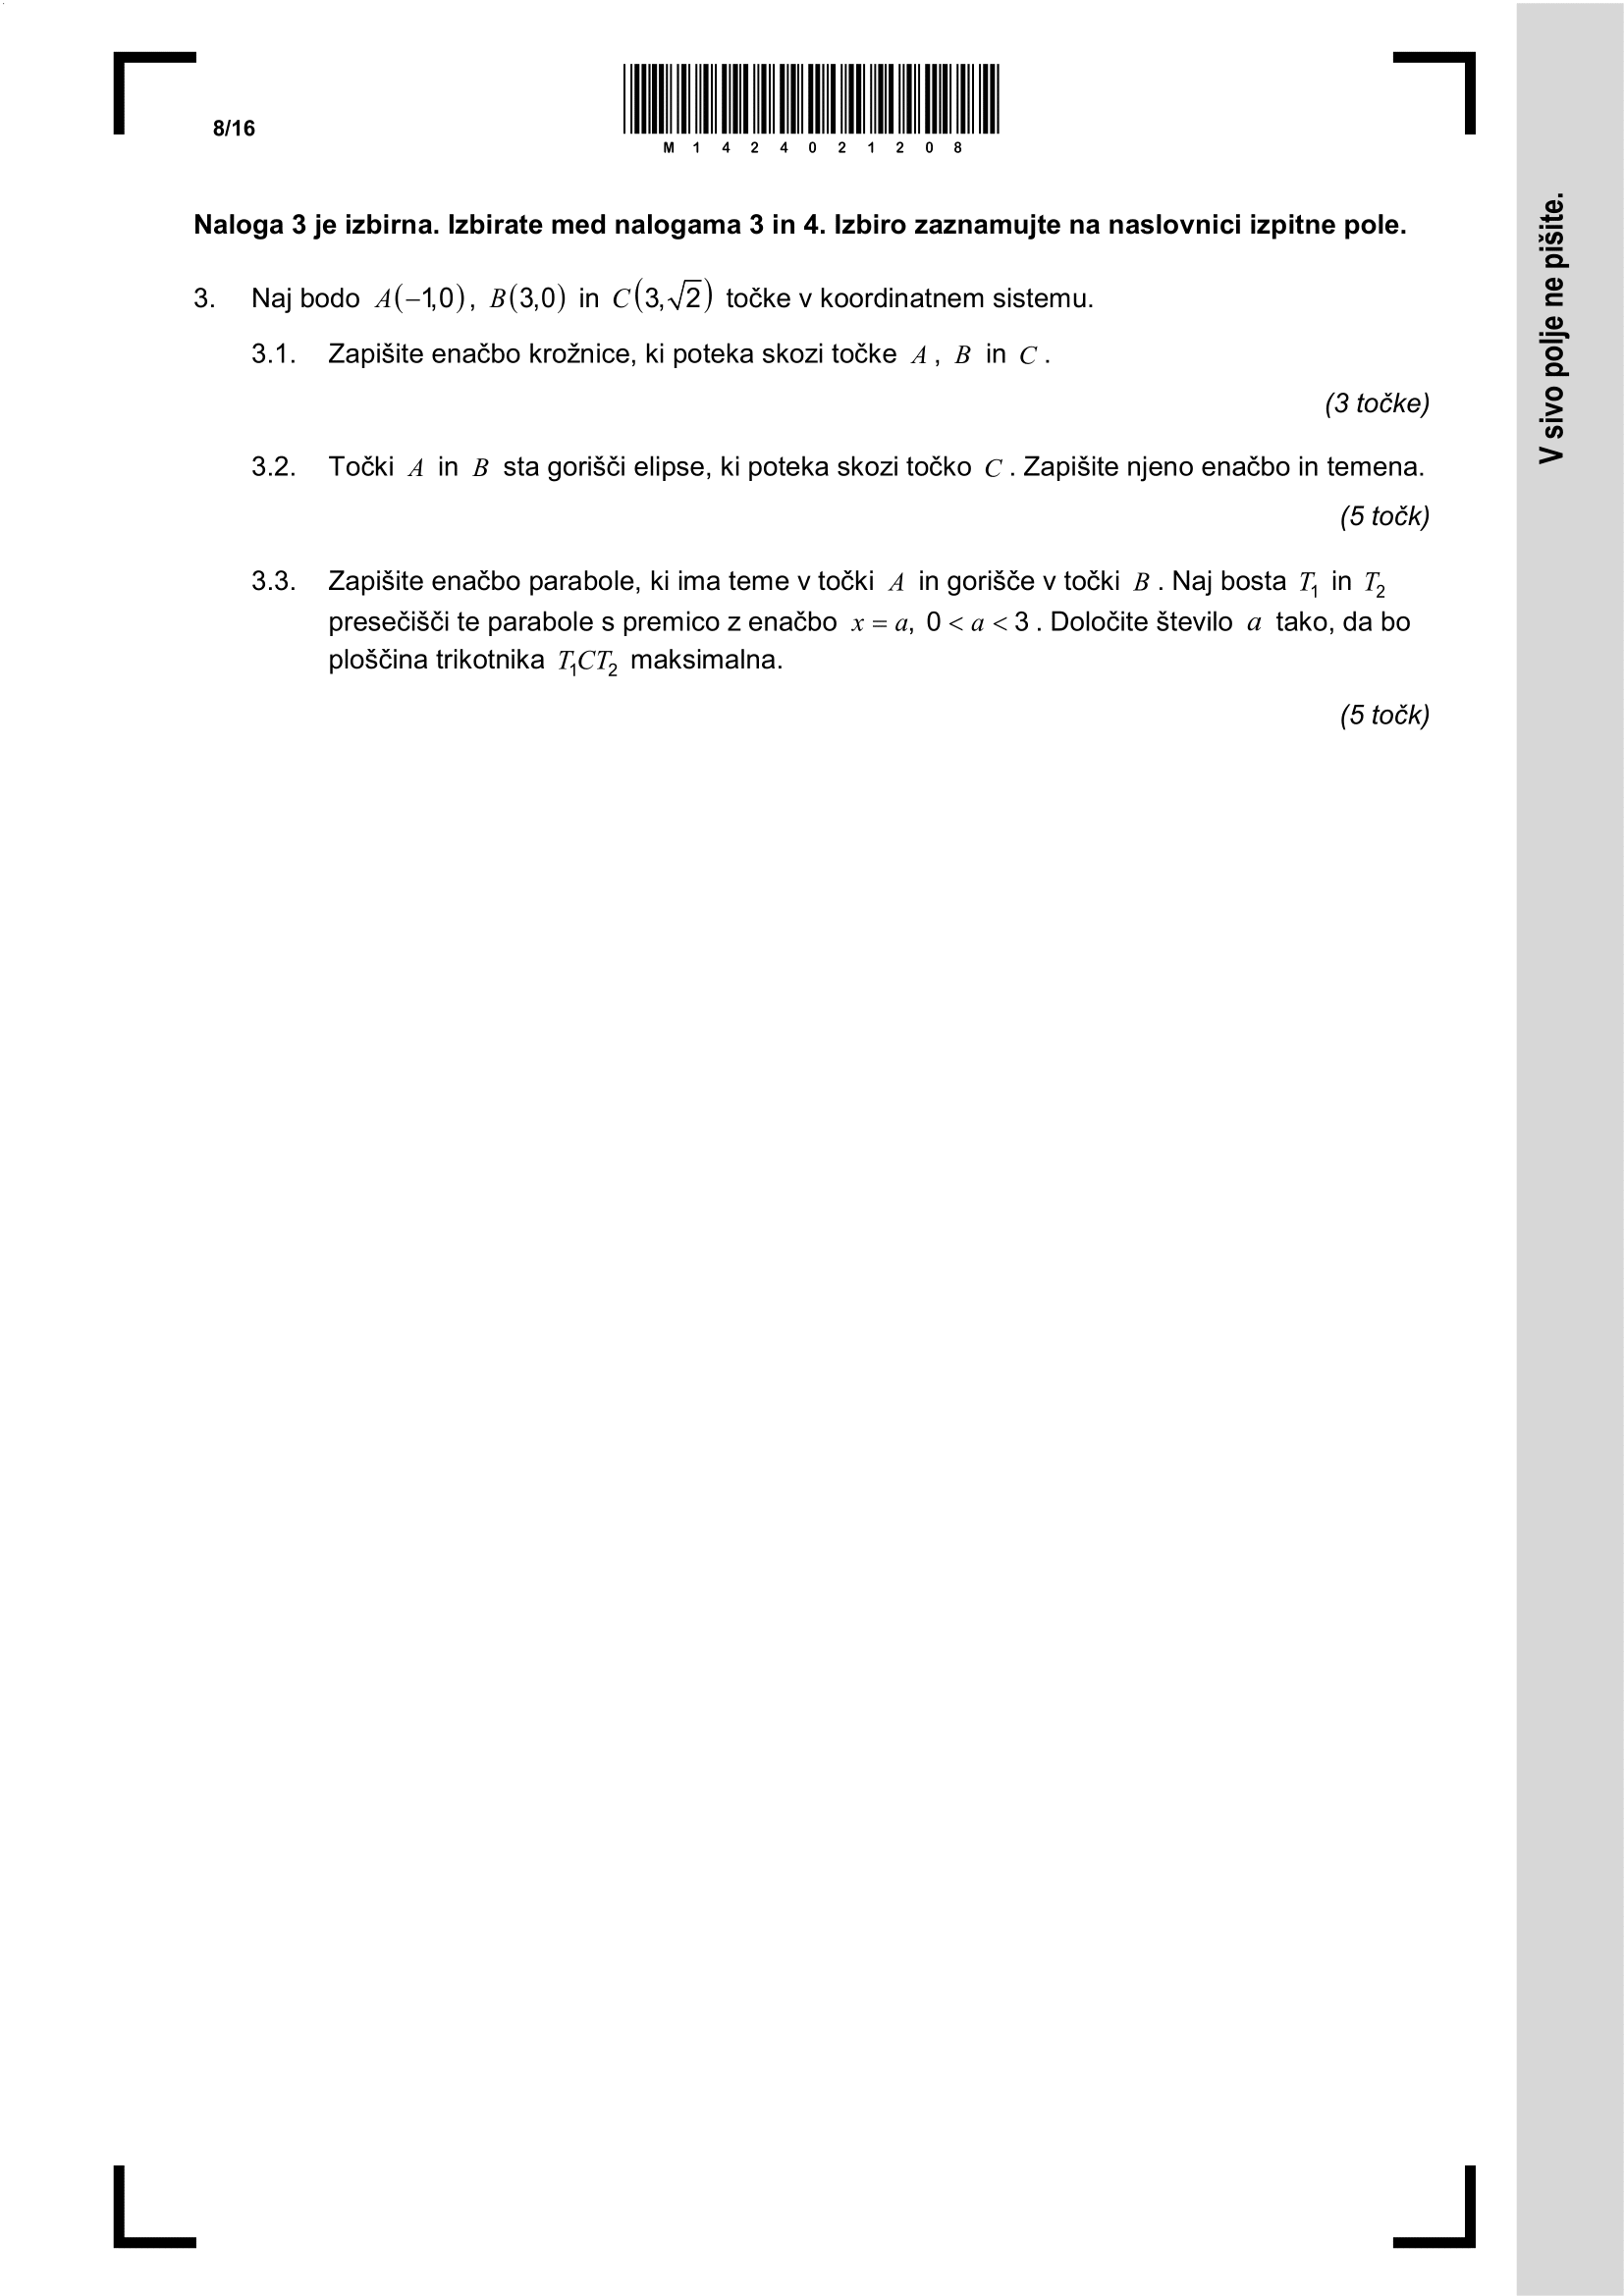 8/16
M 1 4 2 4 0 2 1 2 0 8
V sivo polje ne pišite.
Naloga 3 je izbirna. Izbirate med nalogama 3 in 4. Izbiro zaznamujte na naslovnici izpitne pole.
3. Naj bodo A(−1,0), B(3,0) in C(3,√2) točke v koordinatnem sistemu.
3.1. Zapišite enačbo krožnice, ki poteka skozi točke A, B in C.
(3 točke)
3.2. Točki A in B sta gorišči elipse, ki poteka skozi točko C. Zapišite njeno enačbo in temena.
(5 točk)
3.3. Zapišite enačbo parabole, ki ima teme v točki A in gorišče v točki B. Naj bosta T₁ in T₂
presečišči te parabole s premico z enačbo x = a, 0 < a < 3. Določite število a tako, da bo
ploščina trikotnika T₁CT₂ maksimalna.
(5 točk)